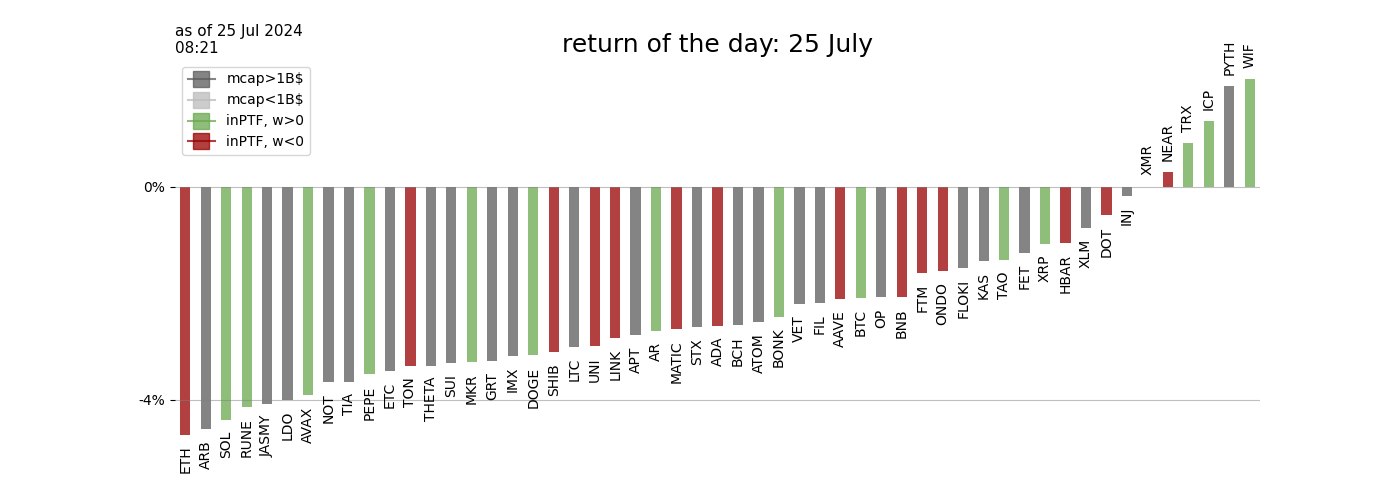 as of 25 Jul 2024
08:21
return of the day: 25 July
mcap>1B$
mcap<1B$
inPTF, w>0
inPTF, w<0
0%
-4%
ETH
ARB
SOL
RUNE
JASMY
LDO
AVAX
NOT
TIA
PEPE
ETC
TON
THETA
SUI
MKR
GRT
IMX
DOGE
SHIB
LTC
UNI
LINK
APT
AR
MATIC
STX
ADA
BCH
ATOM
BONK
VET
FIL
AAVE
BTC
OP
BNB
FTM
ONDO
FLOKI
KAS
TAO
FET
XRP
HBAR
XLM
DOT
INJ
XMR
NEAR
TRX
ICP
PYTH
WIF